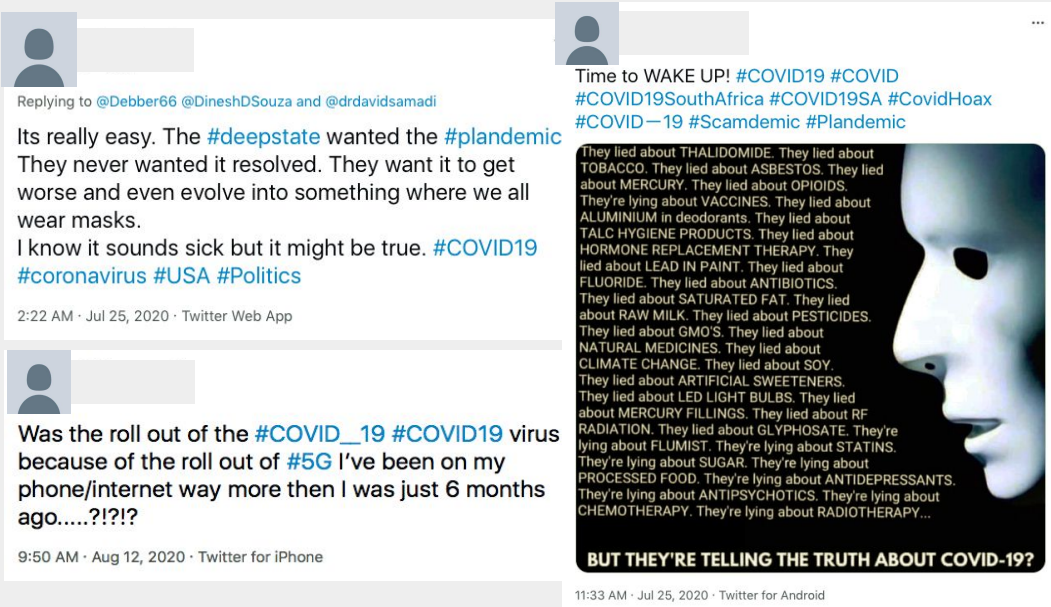 Replying to @Debber66 @DineshDSouza and @drdavidsamadi
Its really easy. The #deepstate wanted the #plandemic
They never wanted it resolved. They want it to get
worse and even evolve into something where we all
wear masks.
I know it sounds sick but it might be true. #COVID19
#coronavirus #USA #Politics
2:22 AM · Jul 25, 2020 · Twitter Web App
Was the roll out of the #COVID__19 #COVID19 virus
because of the roll out of #5G I’ve been on my
phone/internet way more then I was just 6 months
ago.....?!?!?
9:50 AM · Aug 12, 2020 · Twitter for iPhone
Time to WAKE UP! #COVID19 #COVID
#COVID19SouthAfrica #COVID19SA #CovidHoax
#COVID—19 #Scamdemic #Plandemic
They lied about THALIDOMIDE. They lied about
TOBACCO. They lied about ASBESTOS. They lied
about MERCURY. They lied about OPIOIDS.
They're lying about VACCINES. They lied about
ALUMINIUM in deodorants. They lied about
TALC HYGIENE PRODUCTS. They lied about
HORMONE REPLACEMENT THERAPY. They
lied about LEAD IN PAINT. They lied about
FLUORIDE. They lied about ANTIBIOTICS.
They lied about SATURATED FAT. They lied
about RAW MILK. They lied about PESTICIDES.
They lied about GMO'S. They lied about
NATURAL MEDICINES. They lied about
CLIMATE CHANGE. They lied about SOY.
They lied about ARTIFICIAL SWEETENERS.
They lied about LED LIGHT BULBS. They lied
about MERCURY FILLINGS. They lied about RF
RADIATION. They lied about GLYPHOSATE. They're
lying about FLUMIST. They're lying about STATINS.
They're lying about SUGAR. They're lying about
PROCESSED FOOD. They're lying about ANTIDEPRESSANTS.
They're lying about ANTIPSYCHOTICS. They're lying about
CHEMOTHERAPY. They're lying about RADIOTHERAPY...
BUT THEY'RE TELLING THE TRUTH ABOUT COVID-19?
11:33 AM · Jul 25, 2020 · Twitter for Android